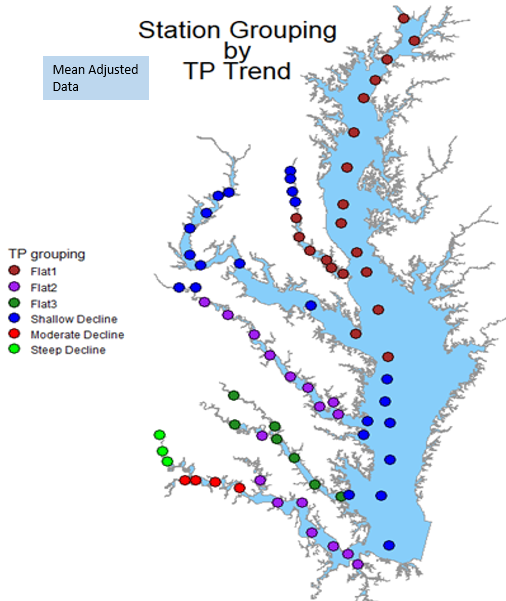 Station Grouping
by
TP Trend
Mean Adjusted
Data
TP grouping
Flat1
Flat2
Flat3
Shallow Decline
Moderate Decline
Steep Decline